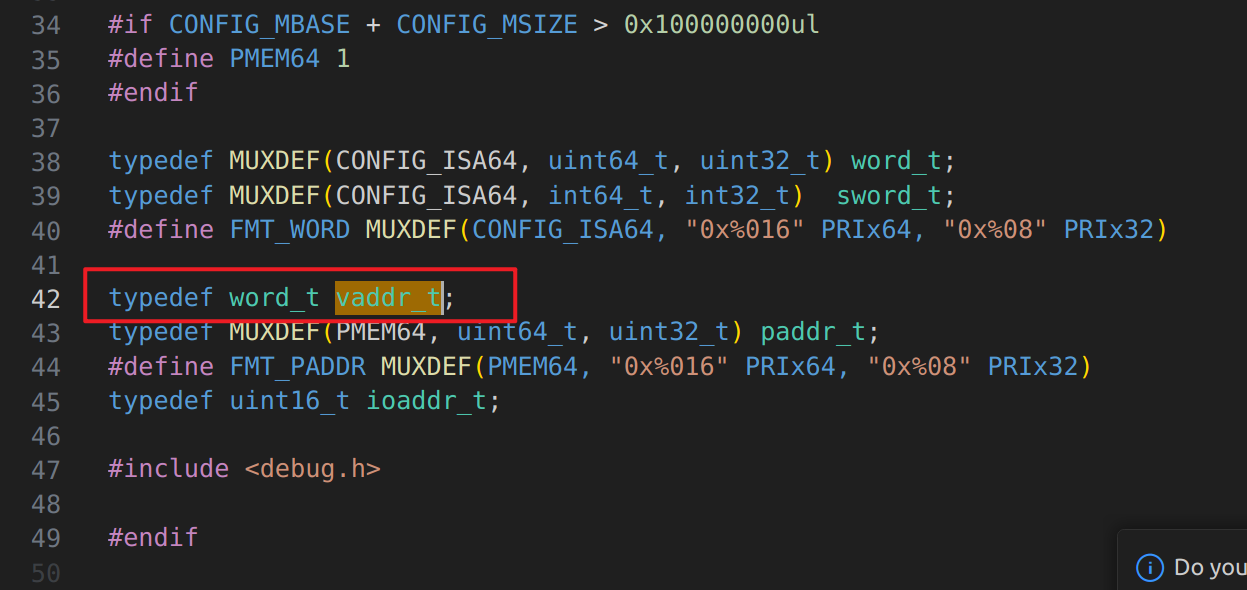 34 #if CONFIG_MBASE + CONFIG_MSIZE > 0x100000000ul
35 #define PMEM64 1
36 #endif
37
38 typedef MUXDEF(CONFIG_ISA64, uint64_t, uint32_t) word_t;
39 typedef MUXDEF(CONFIG_ISA64, int64_t, int32_t)  sword_t;
40 #define FMT_WORD MUXDEF(CONFIG_ISA64, "0x%016" PRIx64, "0x%08" PRIx32)
41
42 typedef word_t vaddr_t;
43 typedef MUXDEF(PMEM64, uint64_t, uint32_t) paddr_t;
44 #define FMT_PADDR MUXDEF(PMEM64, "0x%016" PRIx64, "0x%08" PRIx32)
45 typedef uint16_t ioaddr_t;
46
47 #include <debug.h>
48
49 #endif
50
Do you